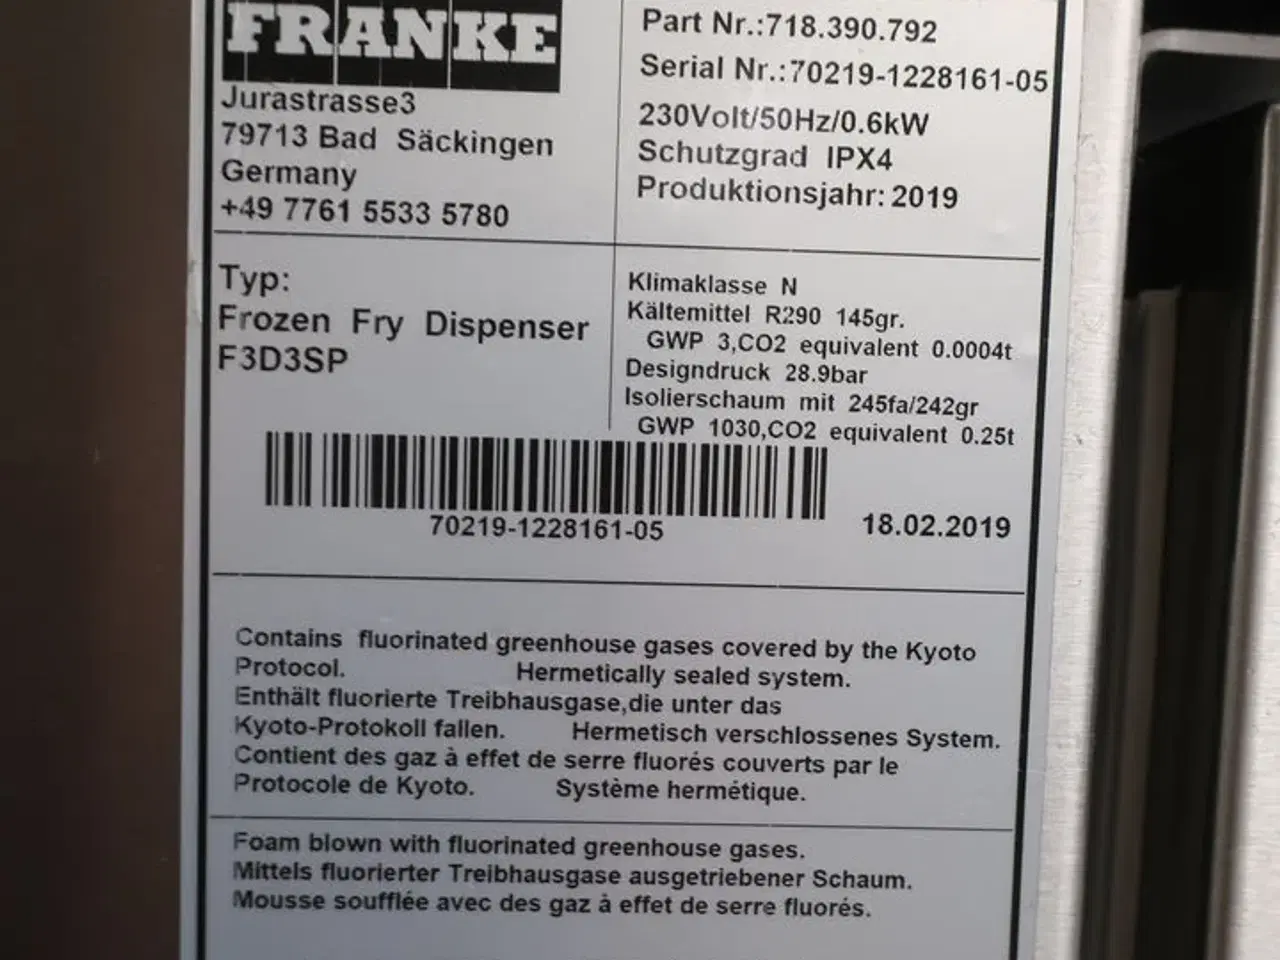 FRANKE
Jurastrasse3
79713 Bad Säckingen
Germany
+49 7761 5533 5780
Part Nr.:718.390.792
Serial Nr.:70219-1228161-05
230Volt/50Hz/0.6kW
Schutzgrad IPX4
Produktionsjahr: 2019
Typ:
Frozen Fry Dispenser
F3D3SP
Klimaklasse N
Kältemittel R290 145gr.
GWP 3,CO2 equivalent 0.0004t
Designdruck 28.9bar
Isolierschaum mit 245fa/242gr
GWP 1030,CO2 equivalent 0.25t
70219-1228161-05
18.02.2019
Contains fluorinated greenhouse gases covered by the Kyoto
Protocol. Hermetically sealed system.
Enthält fluorierte Treibhausgase,die unter das
Kyoto-Protokoll fallen. Hermetisch verschlossenes System.
Contient des gaz à effet de serre fluorés couverts par le
Protocole de Kyoto. Système hermétique.
Foam blown with fluorinated greenhouse gases.
Mittels fluorierter Treibhausgase ausgetriebener Schaum.
Mousse soufflée avec des gaz à effet de serre fluorés.